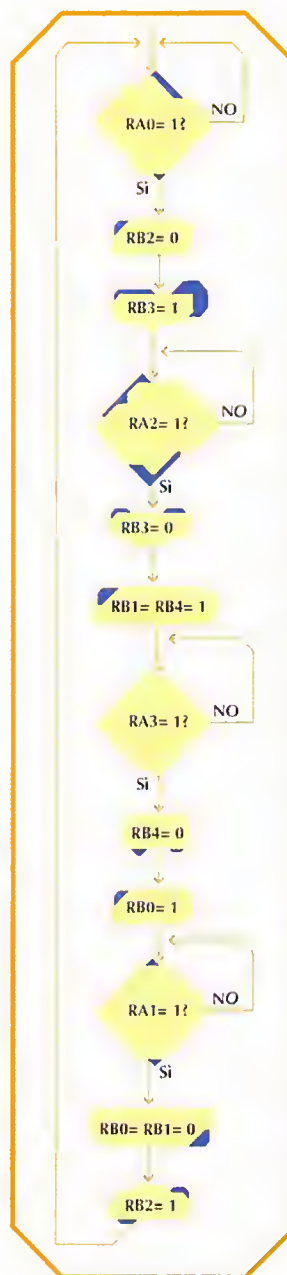 RA0= 1?
NO
Sì
RB2= 0
RB3= 1
RA2= 1?
NO
Sì
RB3= 0
RB1= RB4= 1
RA3= 1?
NO
Sì
RB4= 0
RB0= 1
RA1= 1?
NO
Sì
RB0= RB1= 0
RB2= 1